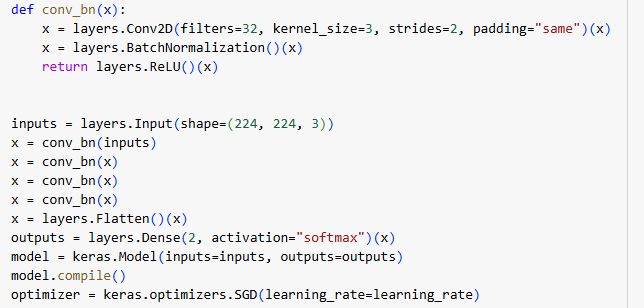 def conv_bn(x):
    x = layers.Conv2D(filters=32, kernel_size=3, strides=2, padding="same")(x)
    x = layers.BatchNormalization()(x)
    return layers.ReLU()(x)
inputs = layers.Input(shape=(224, 224, 3))
x = conv_bn(inputs)
x = conv_bn(x)
x = conv_bn(x)
x = conv_bn(x)
x = layers.Flatten()(x)
outputs = layers.Dense(2, activation="softmax")(x)
model = keras.Model(inputs=inputs, outputs=outputs)
model.compile()
optimizer = keras.optimizers.SGD(learning_rate=learning_rate)